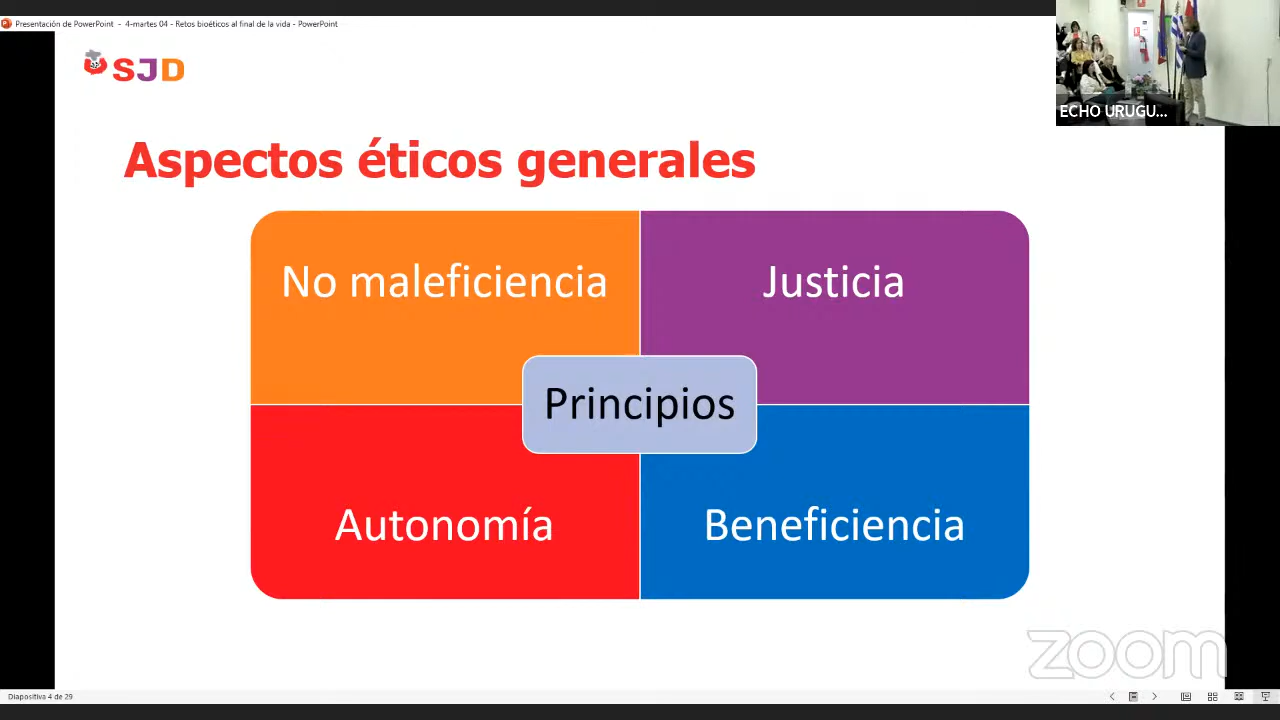 Presentación de PowerPoint - 4-martes 04 - Retos bioéticos al final de la vida - PowerPoint
SJD
ECHO URUGU...
Aspectos éticos generales
No maleficiencia
Justicia
Principios
Autonomía
Beneficiencia
zoom
Diapositiva 4 de 29